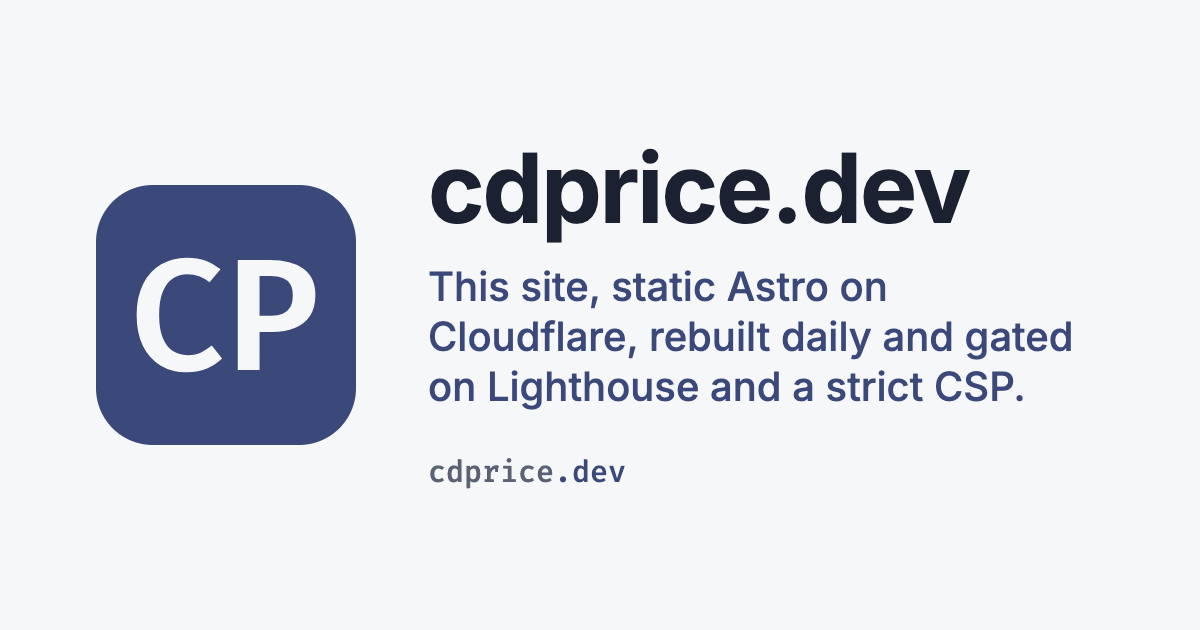 CP
cdprice.dev
This site, static Astro on
Cloudflare, rebuilt daily and gated
on Lighthouse and a strict CSP.
cdprice.dev